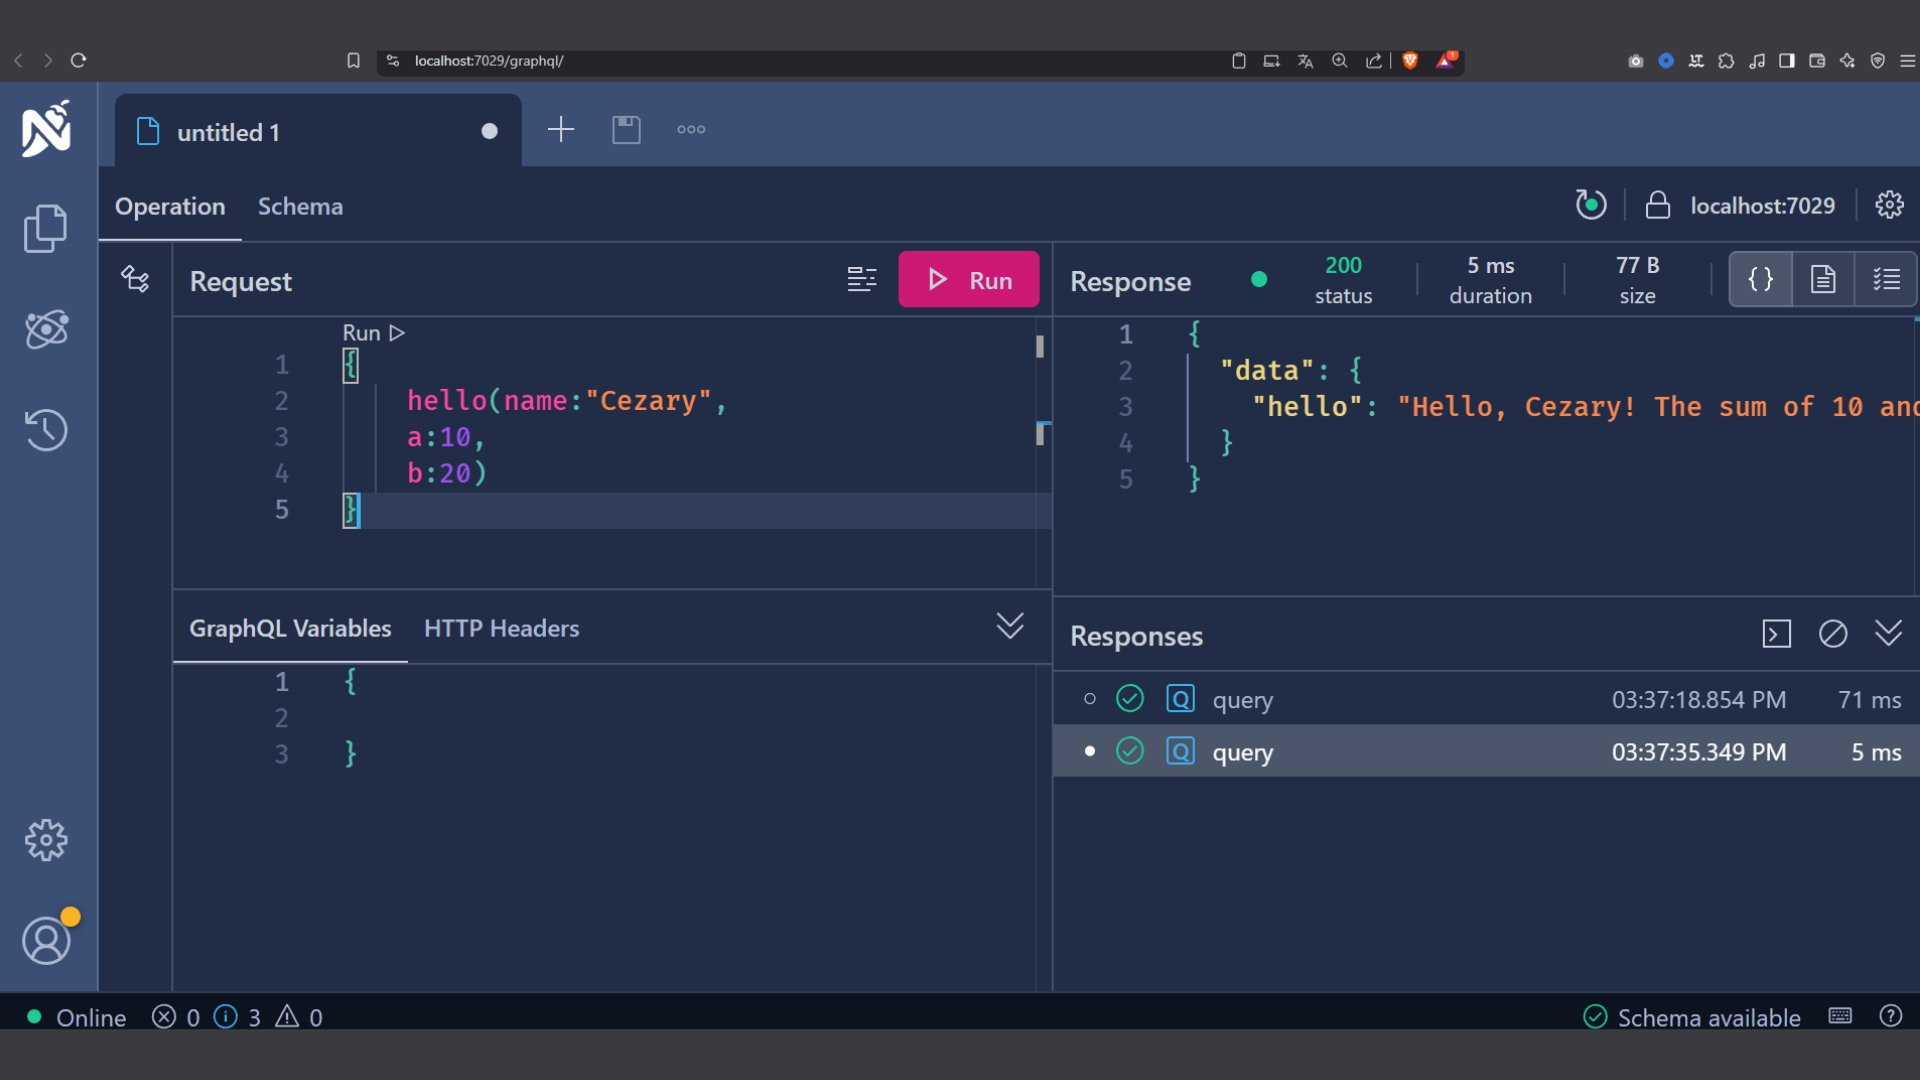 localhost:7029/graphql/
1
untitled 1
Operation Schema
localhost:7029
Request
Run
Response
200 status
5 ms duration
77 B size
Run
1 {
2 hello(name:"Cezary",
3 a:10,
4 b:20)
5 }
1 {
2 "data": {
3 "hello": "Hello, Cezary! The sum of 10 and
4 }
5 }
GraphQL Variables HTTP Headers
1 {
2
3 }
Responses
Q query 03:37:18.854 PM 71 ms
Q query 03:37:35.349 PM 5 ms
Online 0 3 0
Schema available